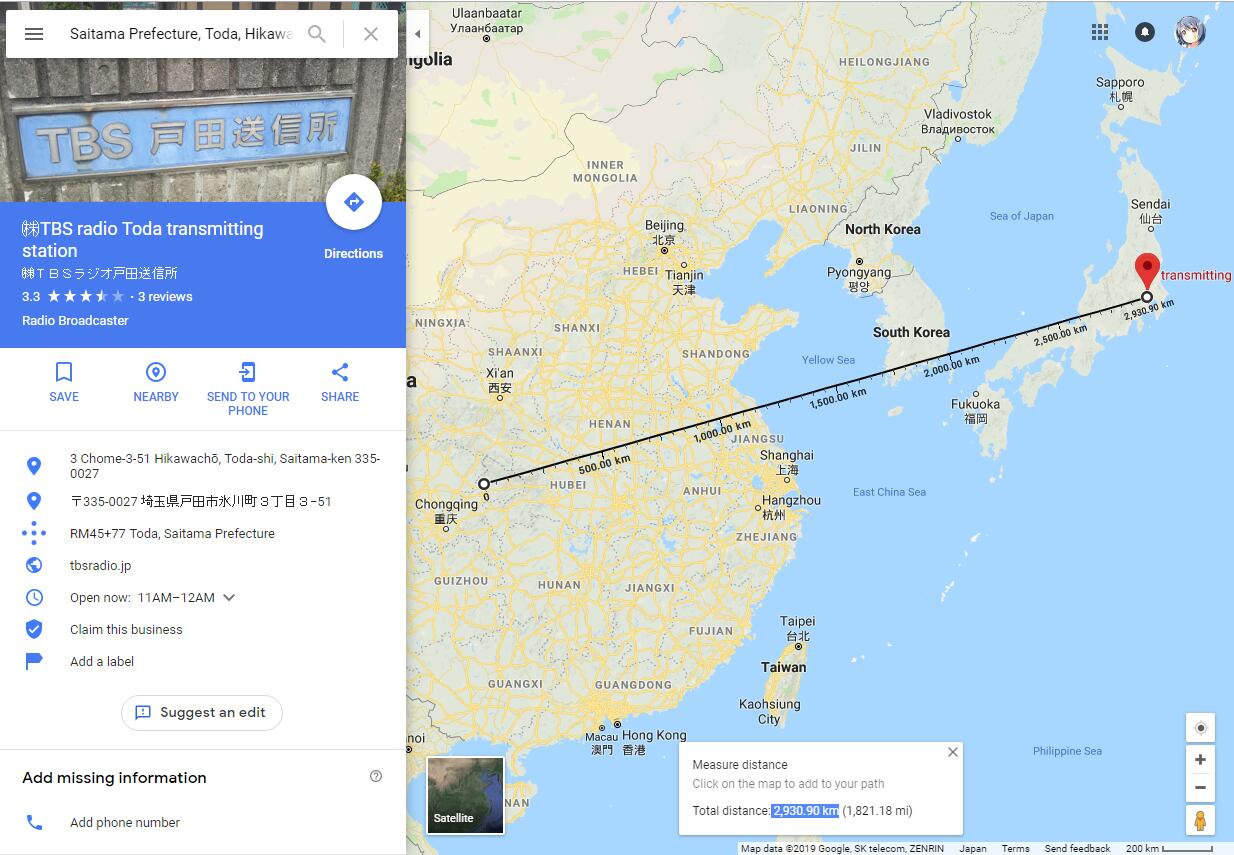 Saitama Prefecture, Toda, Hikawa
TBS 戸田送信所
㈱TBS radio Toda transmitting
station
㈱ＴＢＳラジオ戸田送信所
3.3 ★★★★★ · 3 reviews
Radio Broadcaster
Directions
SAVE
NEARBY
SEND TO YOUR
PHONE
SHARE
3 Chome-3-51 Hikawachō, Toda-shi, Saitama-ken 335-
0027
〒335-0027 埼玉県戸田市氷川町３丁目３−51
RM45+77 Toda, Saitama Prefecture
tbsradio.jp
Open now: 11AM–12AM
Claim this business
Add a label
Suggest an edit
Add missing information
Add phone number
Ulaanbaatar
Улаанбаатар
ngolia
HEILONGJIANG
Sapporo
札幌
Vladivostok
Владивосток
JILIN
INNER
MONGOLIA
LIAONING
Sea of Japan
Sendai
仙台
Beijing
北京
North Korea
HEBEI
Tianjin
天津
Pyongyang
평양
transmitting
2,930.90 km
NINGXIA
SHANXI
2,500.00 km
South Korea
SHAANXI
SHANDONG
Yellow Sea
2,000.00 km
a
Xi'an
西安
1,500.00 km
Fukuoka
福岡
HENAN
1,000.00 km
JIANGSU
500.00 km
Shanghai
上海
0
HUBEI
ANHUI
East China Sea
Chongqing
重庆
Hangzhou
杭州
ZHEJIANG
GUIZHOU
HUNAN
JIANGXI
FUJIAN
Taipei
台北
Taiwan
GUANGXI
GUANGDONG
Kaohsiung
City
Macau
澳門
Hong Kong
香港
noi
NAN
Philippine Sea
Satellite
Measure distance
Click on the map to add to your path
Total distance: 2,930.90 km (1,821.18 mi)
Map data ©2019 Google, SK telecom, ZENRIN Japan Terms Send feedback 200 km